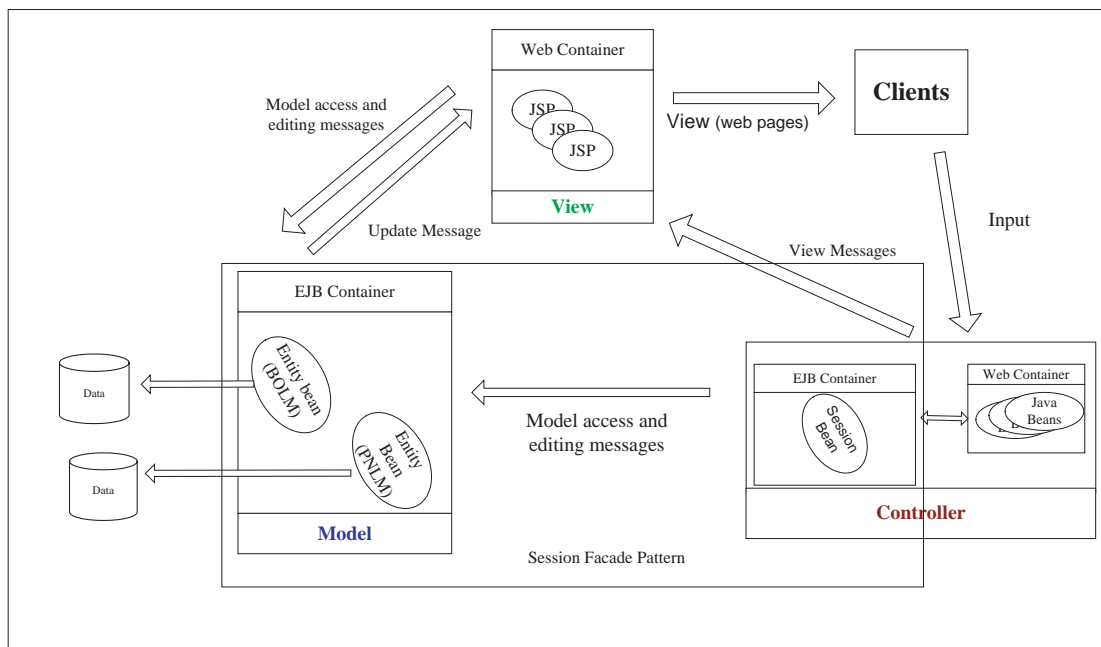 Web Container
JSP
JSP
JSP
View
Model access and
editing messages
Update Message
View (web pages)
Clients
Input
View Messages
EJB Container
Entity bean
(BOLM)
Entity
Bean
(PNLM)
Model
Data
Data
Model access and
editing messages
Session Facade Pattern
EJB Container
Session
Bean
Web Container
Java
Beans
Controller